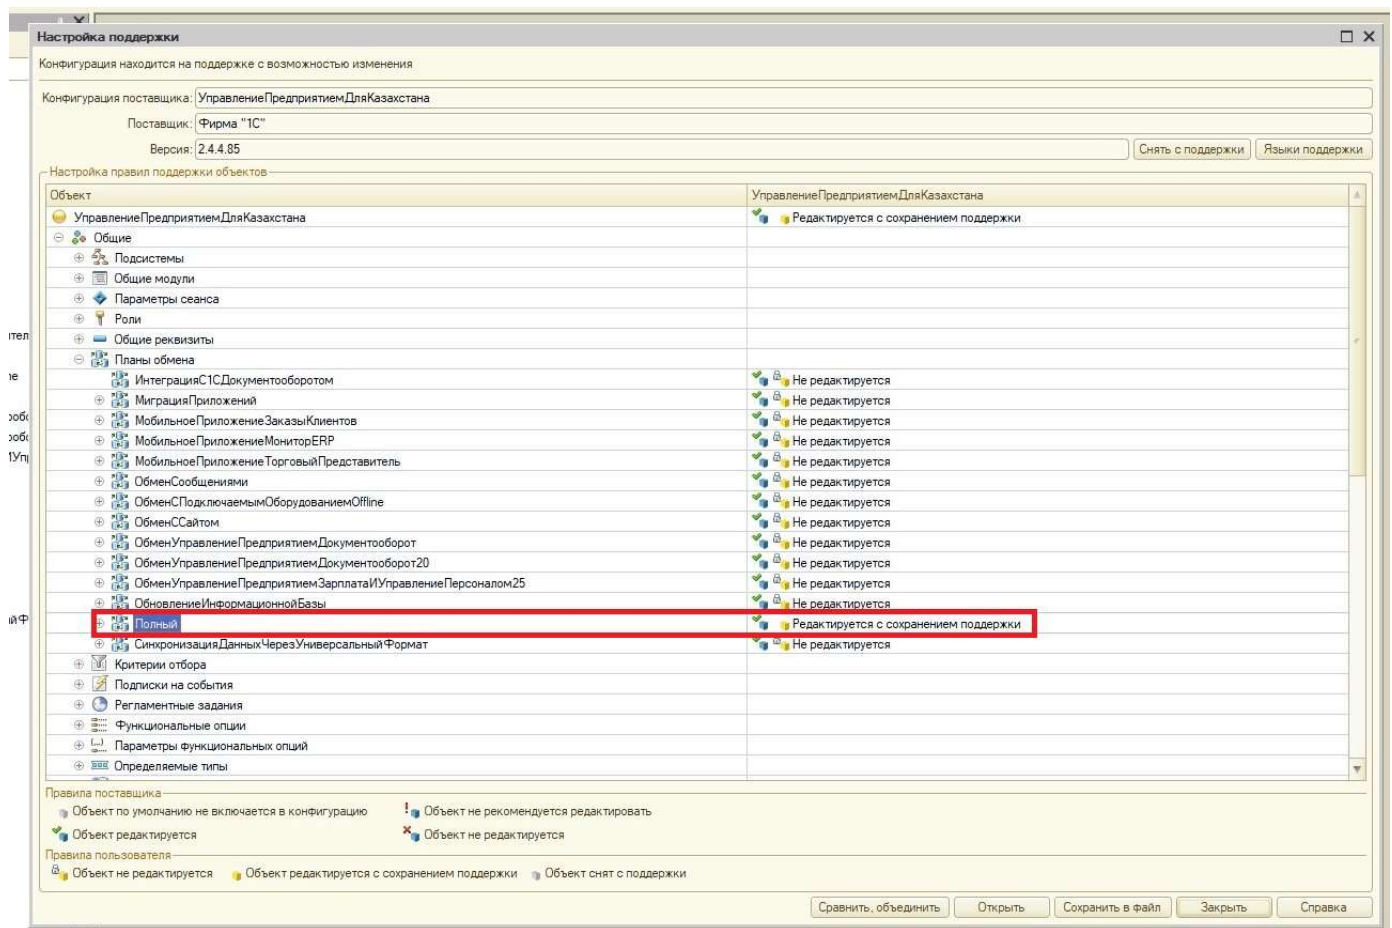 Настройка поддержки
Конфигурация находится на поддержке с возможностью изменения
Конфигурация поставщика: УправлениеПредприятиемДляКазахстана
Поставщик: Фирма "1С"
Версия: 2.4.4.85 Снять с поддержки Языки поддержки
Настройка правил поддержки объектов
Объект УправлениеПредприятиемДляКазахстана
УправлениеПредприятиемДляКазахстана Редактируется с сохранением поддержки
Общие
Подсистемы
Общие модули
Параметры сеанса
Роли
Общие реквизиты
Планы обмена
ИнтеграцияС1СДокументооборотом Не редактируется
МиграцияПриложений Не редактируется
МобильноеПриложениеЗаказыКлиентов Не редактируется
МобильноеПриложениеМониторERP Не редактируется
МобильноеПриложениеТорговыйПредставитель Не редактируется
ОбменСообщениями Не редактируется
ОбменСПодключаемымОборудованиемOffline Не редактируется
ОбменССайтом Не редактируется
ОбменУправлениеПредприятиемДокументооборот Не редактируется
ОбменУправлениеПредприятиемДокументооборот20 Не редактируется
ОбменУправлениеПредприятиемЗарплатаИУправлениеПерсоналом25 Не редактируется
ОбновлениеИнформационнойБазы Не редактируется
Полный Редактируется с сохранением поддержки
СинхронизацияДанныхЧерезУниверсальныйФормат Не редактируется
Критерии отбора
Подписки на события
Регламентные задания
Функциональные опции
Параметры функциональных опций
Определяемые типы
Правила поставщика
Объект по умолчанию не включается в конфигурацию Объект не рекомендуется редактировать
Объект редактируется Объект не редактируется
Правила пользователя
Объект не редактируется Объект редактируется с сохранением поддержки Объект снят с поддержки
Сравнить, объединить Открыть Сохранить в файл Закрыть Справка